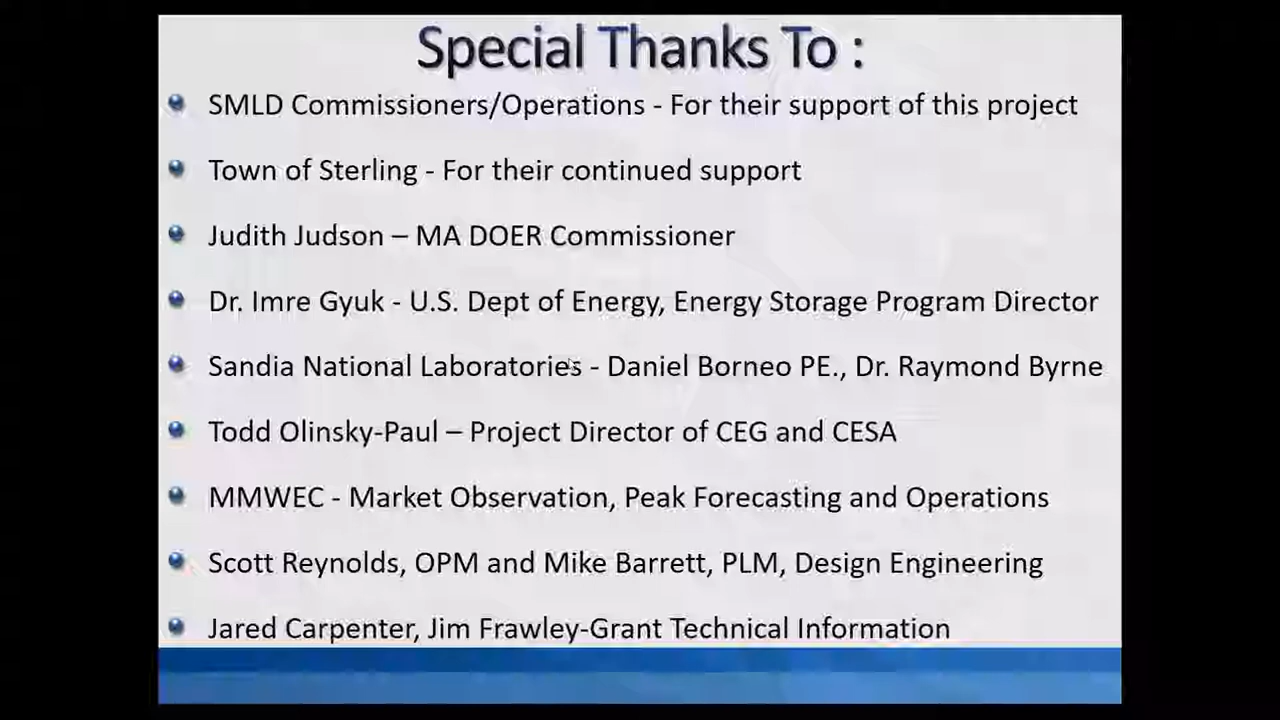 Special Thanks To :
SMLD Commissioners/Operations - For their support of this project
Town of Sterling - For their continued support
Judith Judson – MA DOER Commissioner
Dr. Imre Gyuk - U.S. Dept of Energy, Energy Storage Program Director
Sandia National Laboratories - Daniel Borneo PE., Dr. Raymond Byrne
Todd Olinsky-Paul – Project Director of CEG and CESA
MMWEC - Market Observation, Peak Forecasting and Operations
Scott Reynolds, OPM and Mike Barrett, PLM, Design Engineering
Jared Carpenter, Jim Frawley-Grant Technical Information